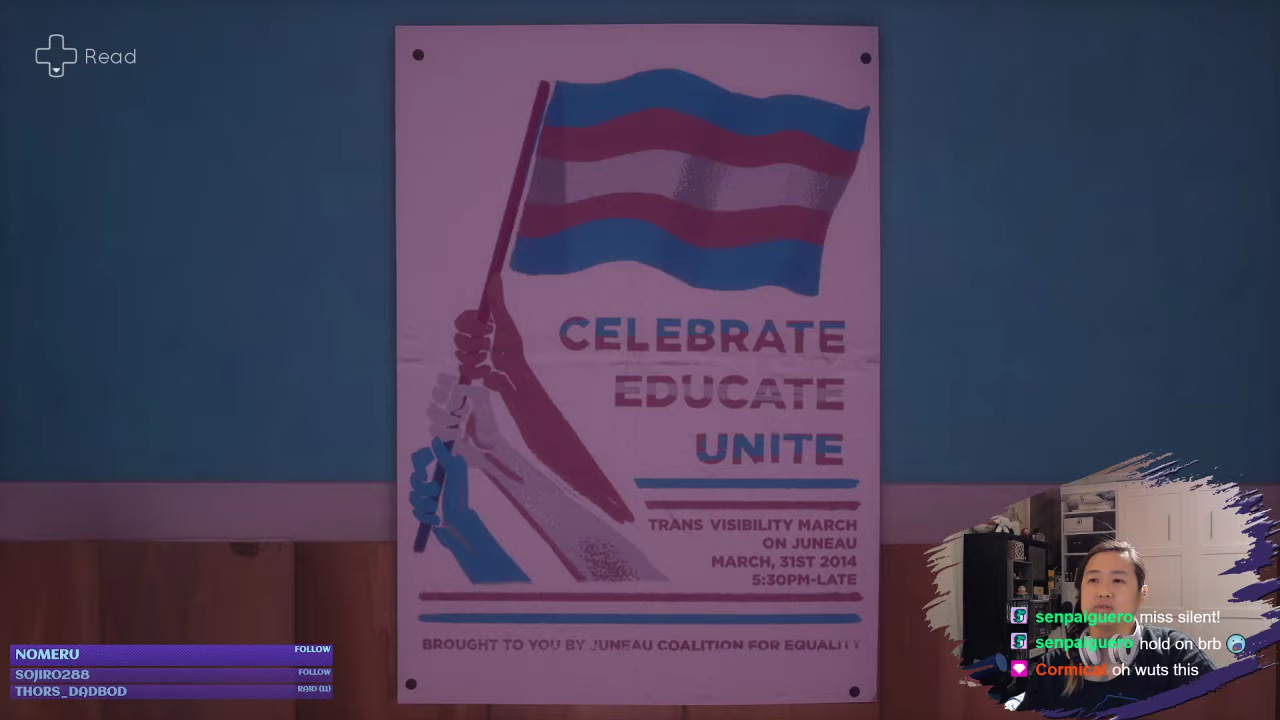 Read
CELEBRATE
EDUCATE
UNITE
TRANS VISIBILITY MARCH
ON JUNEAU
MARCH, 31ST 2014
5:30PM-LATE
BROUGHT TO YOU BY JUNEAU COALITION FOR EQUALITY
NOMERU FOLLOW
SOJIRO288 FOLLOW
THORS_DADBOD RAID (11)
senpaiguero miss silent!
senpaiguero hold on brb
Cormical oh wuts this